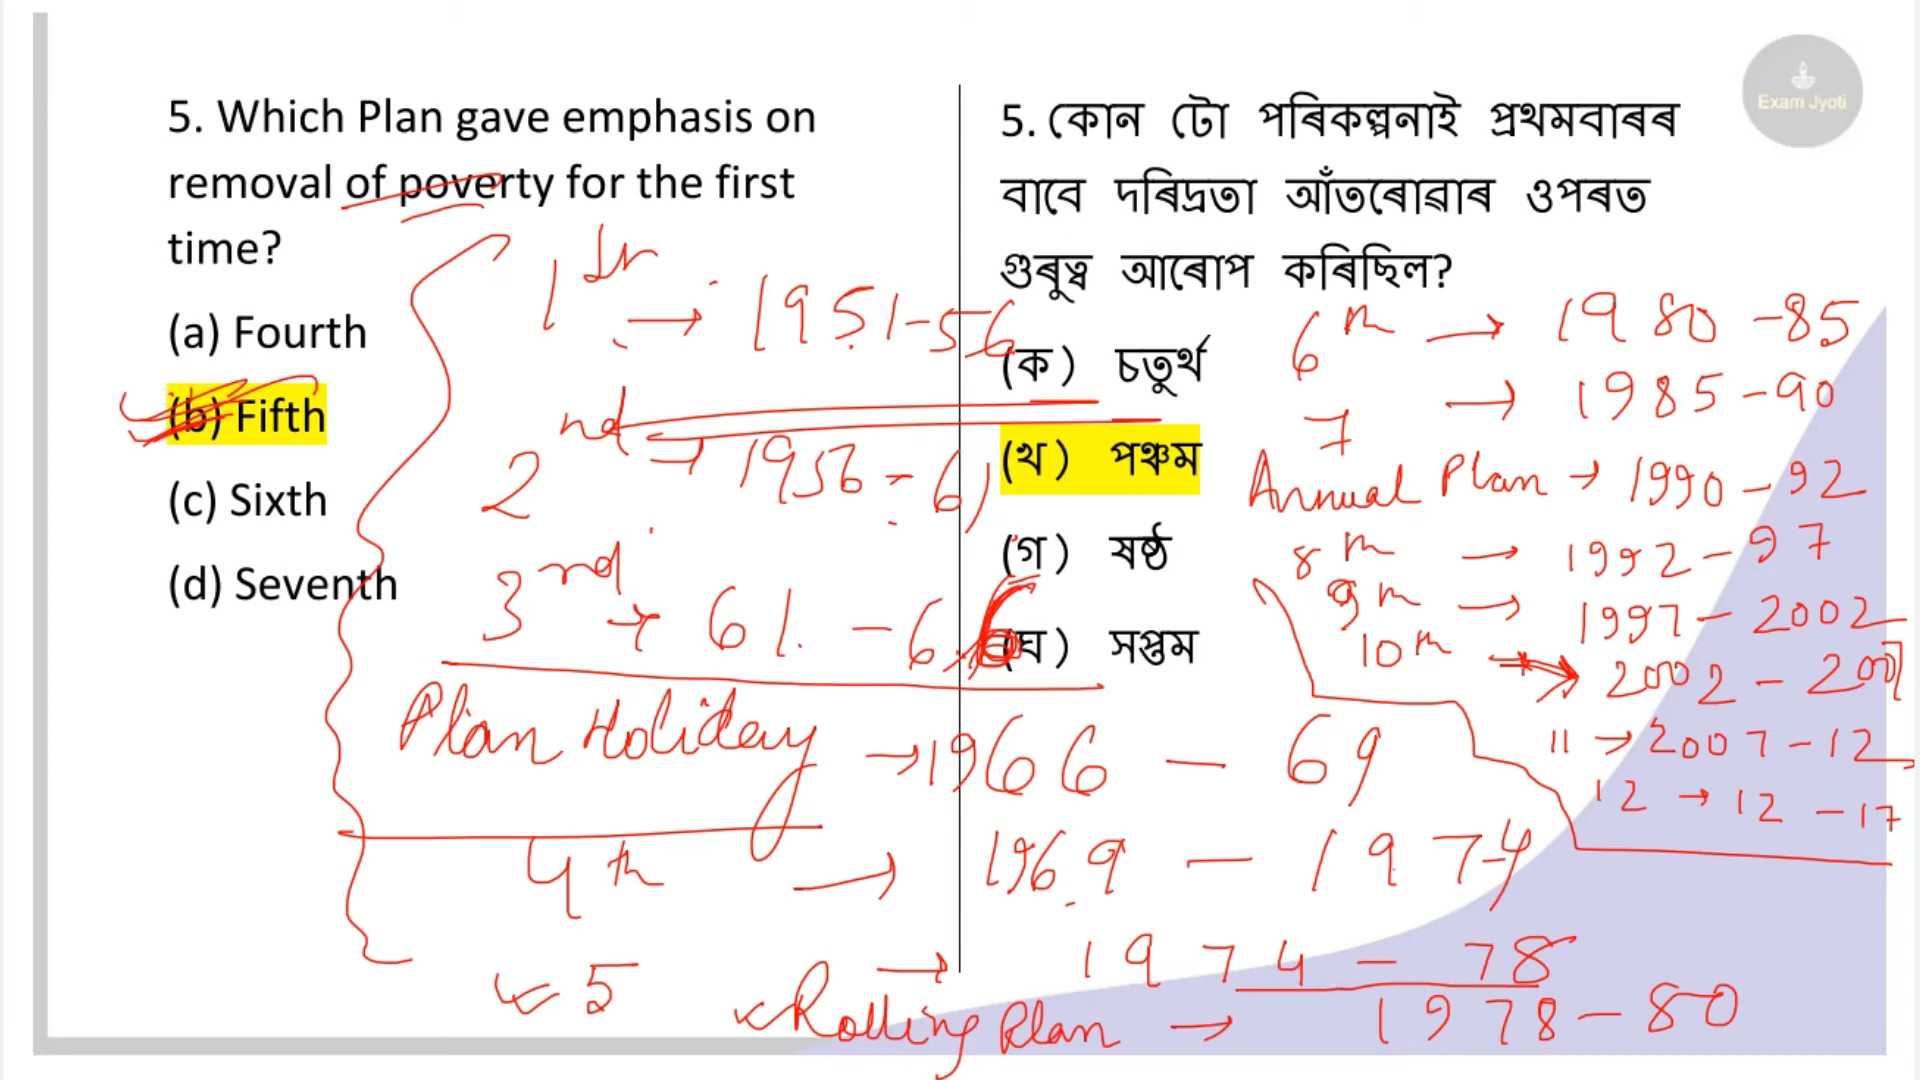 5. Which Plan gave emphasis on
removal of poverty for the first
time?
(a) Fourth
(b) Fifth
(c) Sixth
(d) Seventh
5. কোন টো পৰিকল্পনাই প্ৰথমবাৰৰ
বাবে দৰিদ্ৰতা আঁতৰোৱাৰ ওপৰত
গুৰুত্ব আৰোপ কৰিছিল?
(ক) চতুৰ্থ
(খ) পঞ্চম
(গ) ষষ্ঠ
(ঘ) সপ্তম
Exam Jyoti
→ 1951-56
2nd → 1956-61
3rd → 61-66
Plan Holiday → 1966 - 69
4th → 1969 - 1974
5 → 1974 - 78
Rolling Plan → 1978-80
6th → 1980-85
7 → 1985-90
Annual Plan → 1990-92
8th → 1992-97
9th → 1997-2002
10th → 2002-2007
11 → 2007-12
12 → 12-17